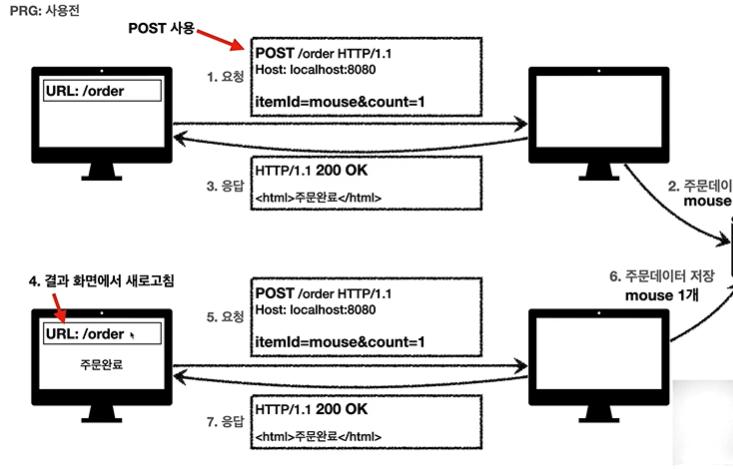 PRG: 사용전
POST 사용
POST /order HTTP/1.1
Host: localhost:8080
itemId=mouse&count=1
1. 요청
URL: /order
HTTP/1.1 200 OK
<html>주문완료</html>
3. 응답
2. 주문데이
mouse
4. 결과 화면에서 새로고침
POST /order HTTP/1.1
Host: localhost:8080
itemId=mouse&count=1
5. 요청
6. 주문데이터 저장
mouse 1개
URL: /order
주문완료
HTTP/1.1 200 OK
<html>주문완료</html>
7. 응답